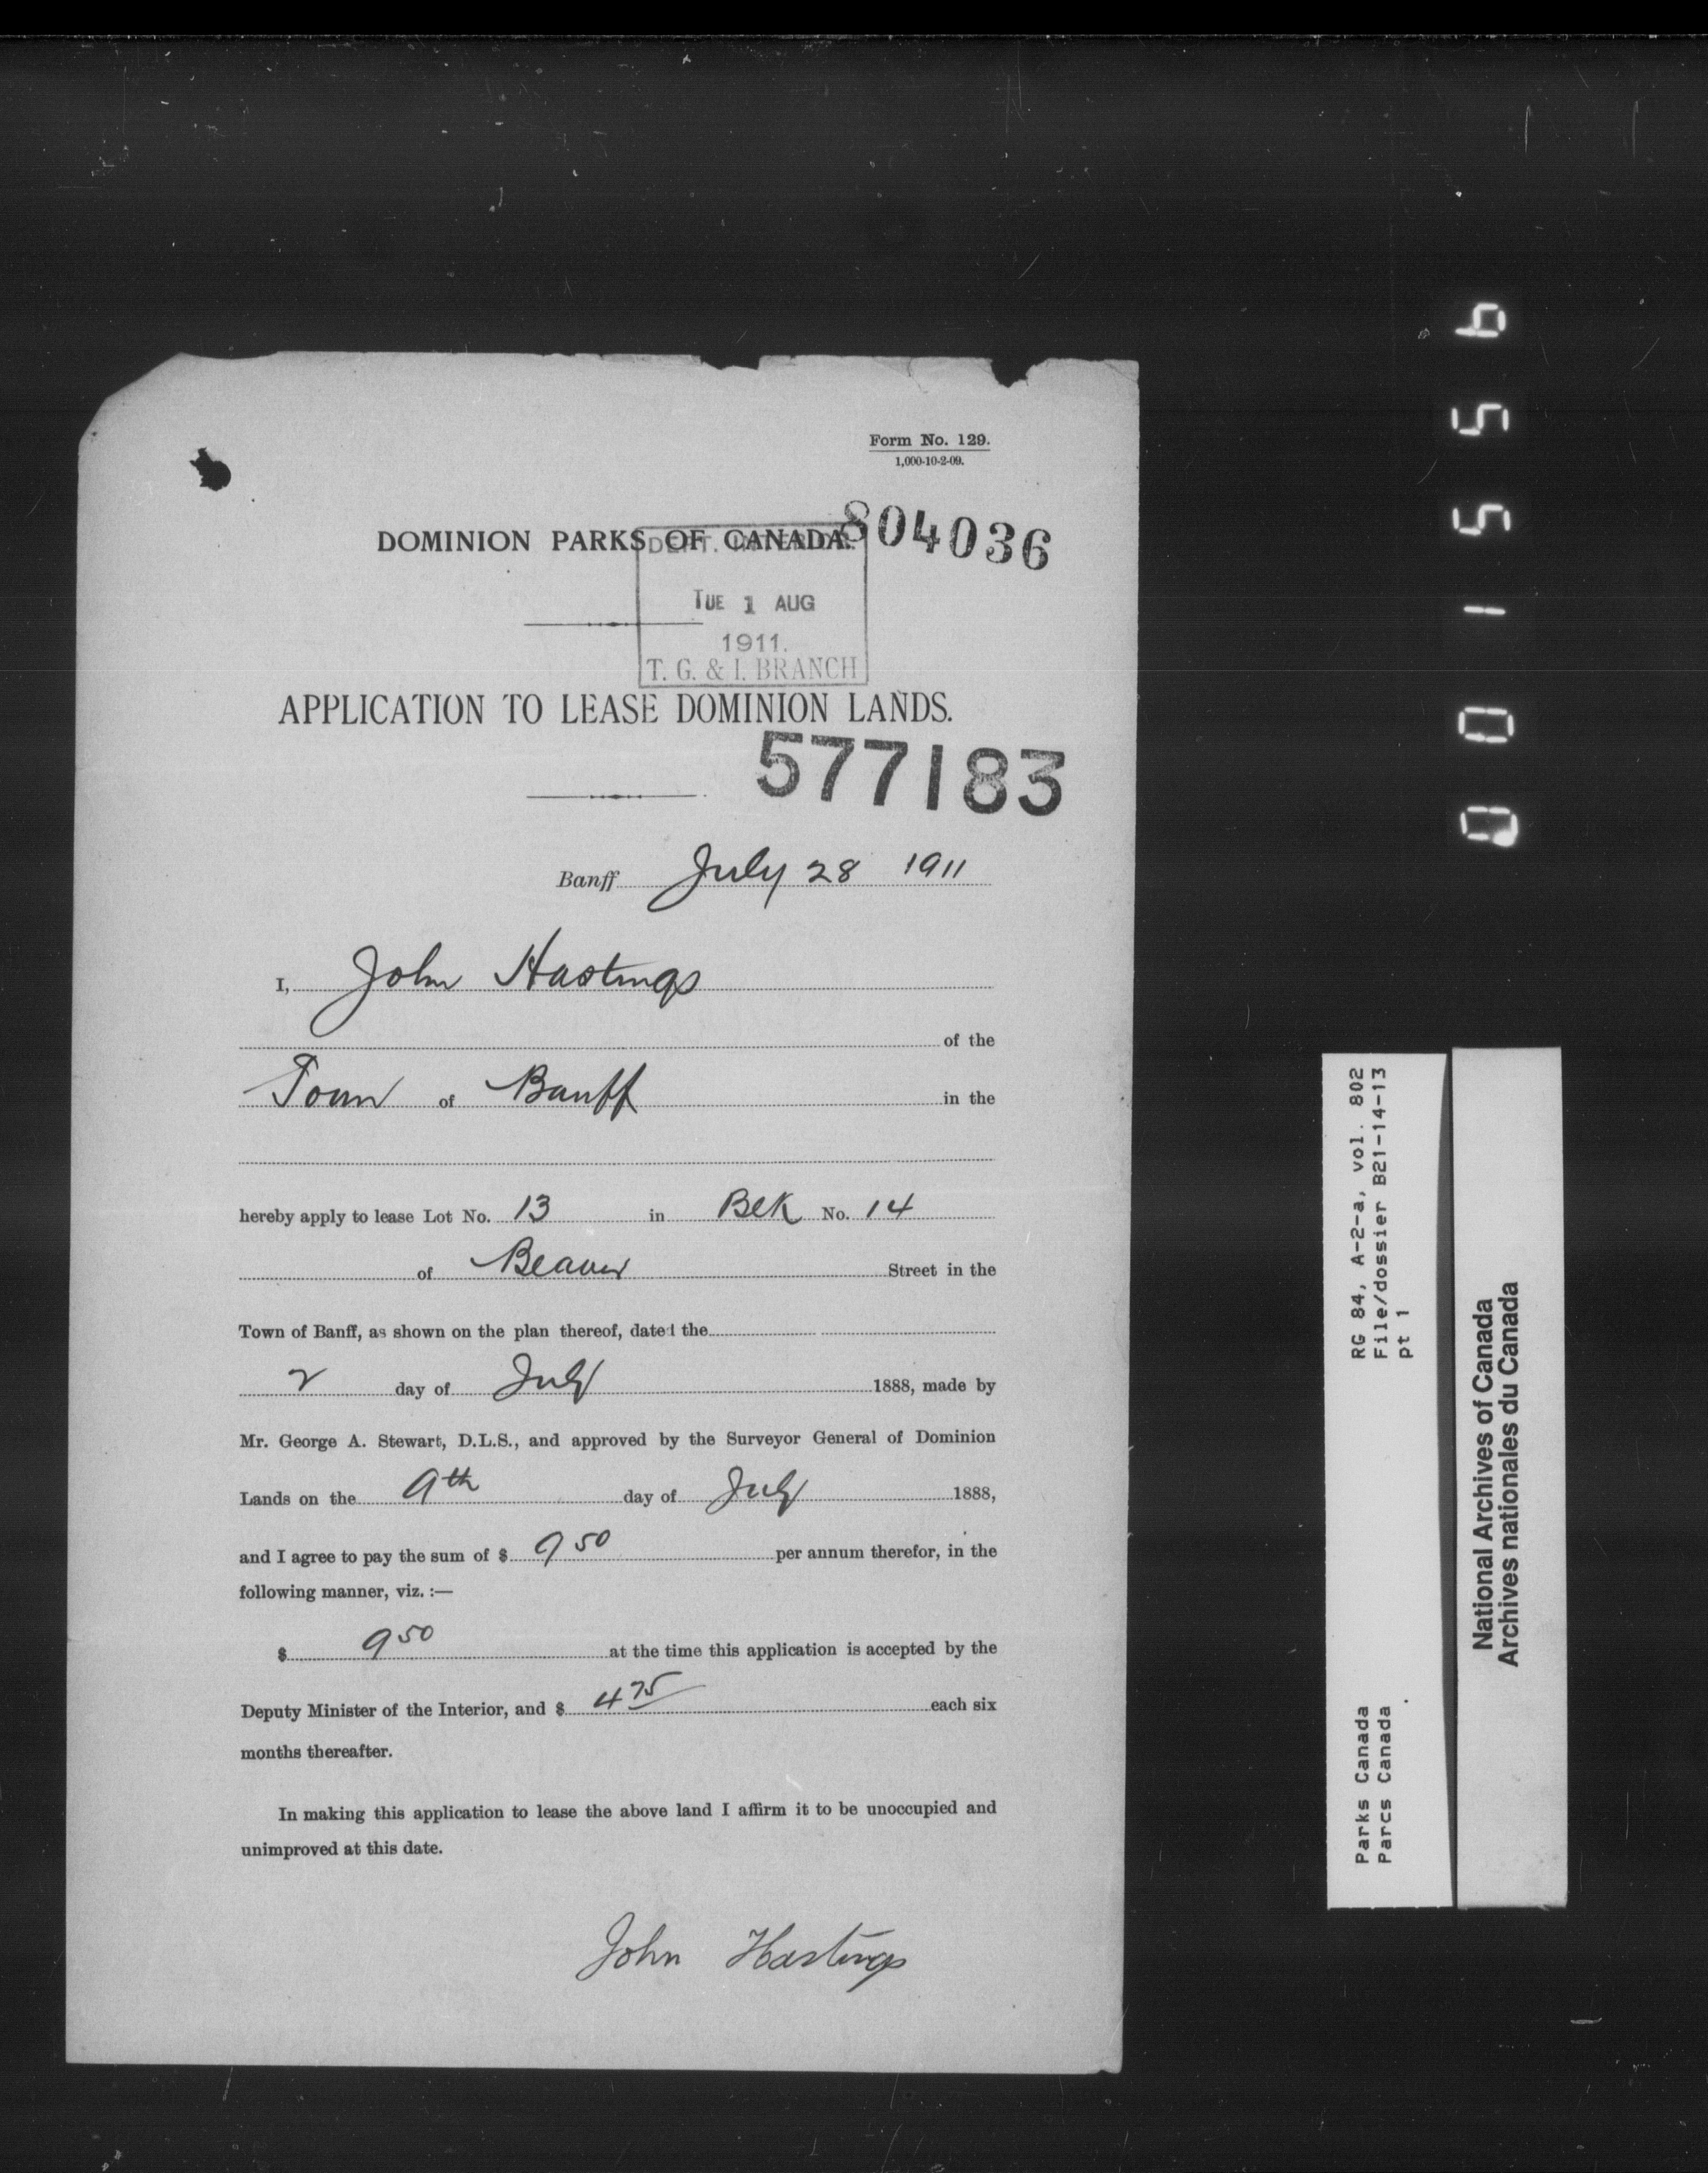 Form No. 129.
1,000-10-2-09.
DOMINION PARKS OF CANADA.
804036
DEPT. INTERIOR
TUE 1 AUG
1911.
T. G. & I. BRANCH
APPLICATION TO LEASE DOMINION LANDS.
577183
Banff July 28 1911
I, John Hastings
of the
Town of Banff in the
hereby apply to lease Lot No. 13 in Blk No. 14
of Beaver Street in the
Town of Banff, as shown on the plan thereof, dated the
2 day of July 1888, made by
Mr. George A. Stewart, D.L.S., and approved by the Surveyor General of Dominion
Lands on the 9th day of July 1888,
and I agree to pay the sum of $ 9 50 per annum therefor, in the
following manner, viz. :—
$ 9 50 at the time this application is accepted by the
Deputy Minister of the Interior, and $ 4 75 each six
months thereafter.
In making this application to lease the above land I affirm it to be unoccupied and
unimproved at this date.
John Hastings
Parks Canada RG 84, A-2-a, vol. 802
Parcs Canada File/dossier B21-14-13
pt 1
National Archives of Canada
Archives nationales du Canada